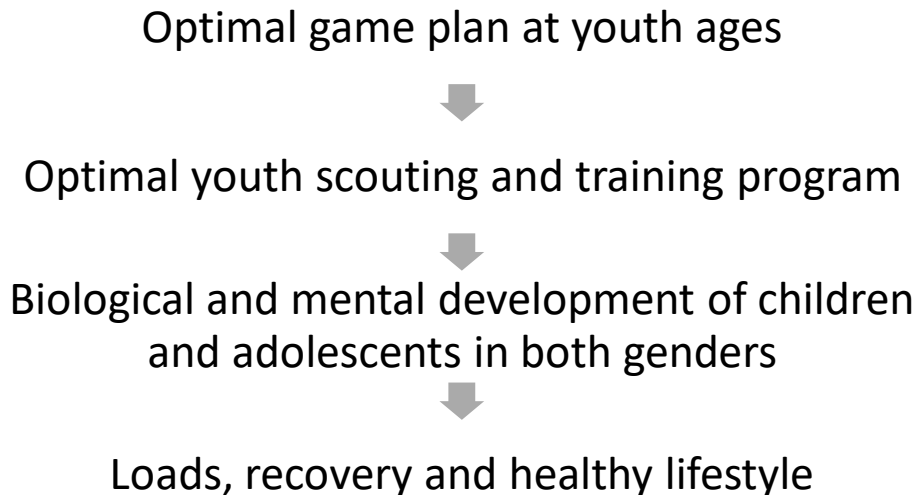 Optimal game plan at youth ages
Optimal youth scouting and training program
Biological and mental development of children
and adolescents in both genders
Loads, recovery and healthy lifestyle